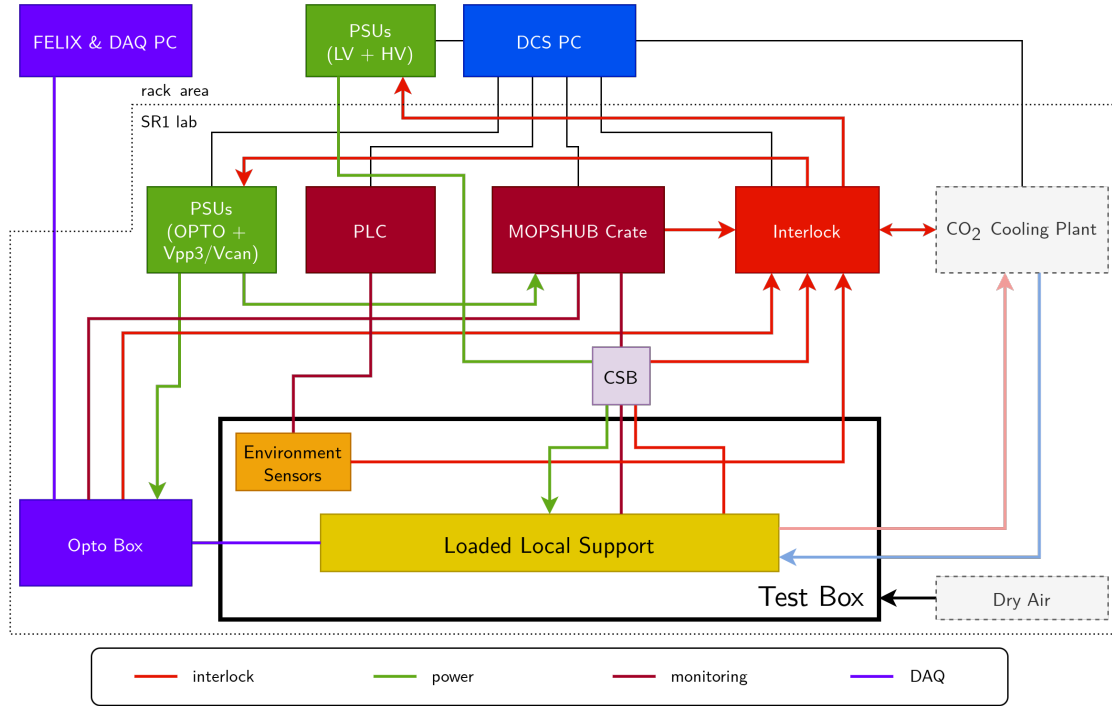 FELIX & DAQ PC
PSUs
(LV + HV)
DCS PC
rack area
SR1 lab
PSUs
(OPTO +
Vpp3/Vcan)
PLC
MOPSHUB Crate
Interlock
CO₂ Cooling Plant
CSB
Environment
Sensors
Opto Box
Loaded Local Support
Test Box
Dry Air
interlock
power
monitoring
DAQ